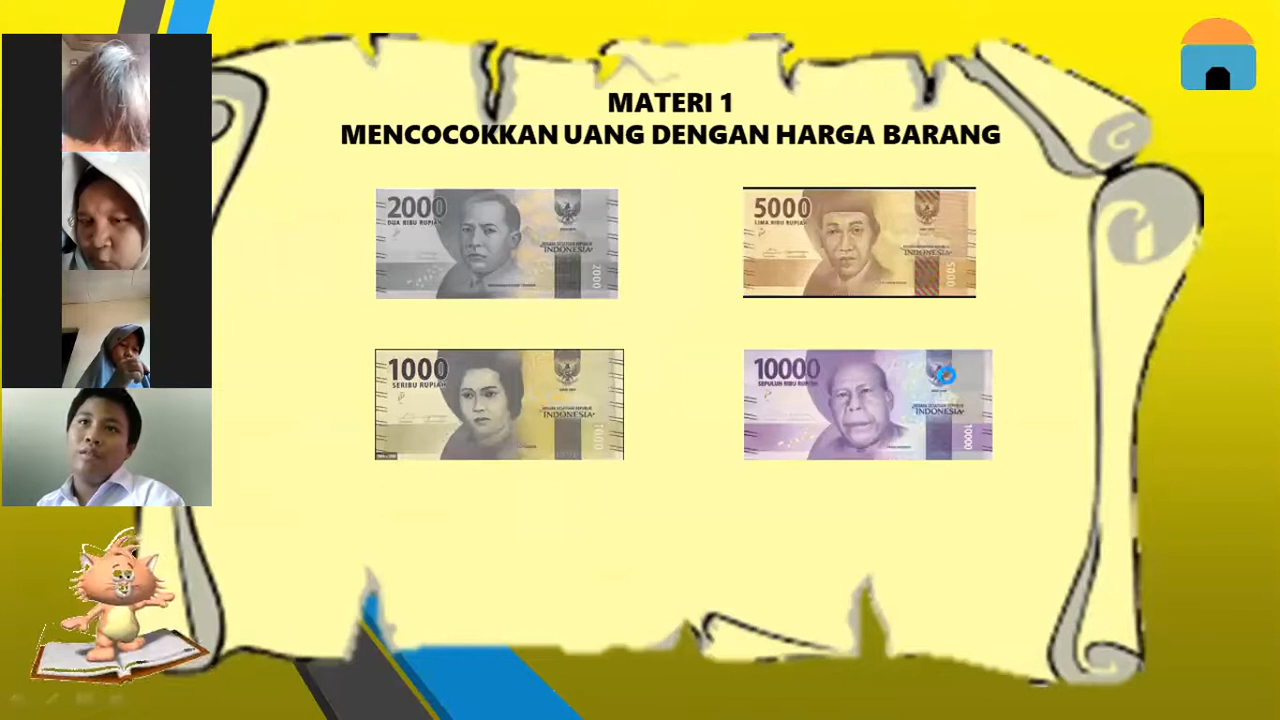 MATERI 1
MENCOCOKKAN UANG DENGAN HARGA BARANG
2000
DUA RIBU RUPIAH
INDONESIA
2000
5000
LIMA RIBU RUPIAH
INDONESIA
5000
1000
SERIBU RUPIAH
INDONESIA
1000
10000
SEPULUH RIBU RUPIAH
INDONESIA
10000